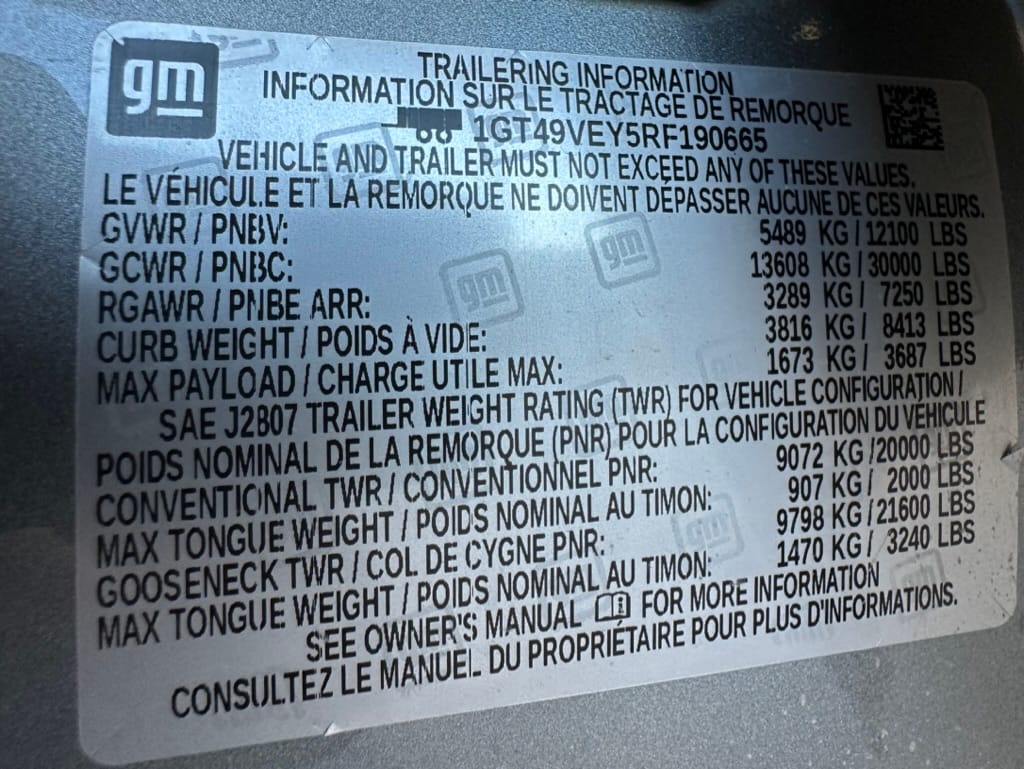 gm
TRAILERING INFORMATION
INFORMATION SUR LE TRACTAGE DE REMORQUE
1GT49VEY5RF190665
VEHICLE AND TRAILER MUST NOT EXCEED ANY OF THESE VALUES.
LE VÉHICULE ET LA REMORQUE NE DOIVENT DÉPASSER AUCUNE DE CES VALEURS.
GVWR / PNBV: 5489 KG / 12100 LBS
GCWR / PNBC: 13608 KG / 30000 LBS
RGAWR / PNBE ARR: 3289 KG / 7250 LBS
CURB WEIGHT / POIDS À VIDE: 3816 KG / 8413 LBS
MAX PAYLOAD / CHARGE UTILE MAX: 1673 KG / 3687 LBS
SAE J2807 TRAILER WEIGHT RATING (TWR) FOR VEHICLE CONFIGURATION /
POIDS NOMINAL DE LA REMORQUE (PNR) POUR LA CONFIGURATION DU VÉHICULE
CONVENTIONAL TWR / CONVENTIONNEL PNR: 9072 KG / 20000 LBS
MAX TONGUE WEIGHT / POIDS NOMINAL AU TIMON: 907 KG / 2000 LBS
GOOSENECK TWR / COL DE CYGNE PNR: 9798 KG / 21600 LBS
MAX TONGUE WEIGHT / POIDS NOMINAL AU TIMON: 1470 KG / 3240 LBS
SEE OWNER'S MANUAL FOR MORE INFORMATION
CONSULTEZ LE MANUEL DU PROPRIÉTAIRE POUR PLUS D'INFORMATIONS.